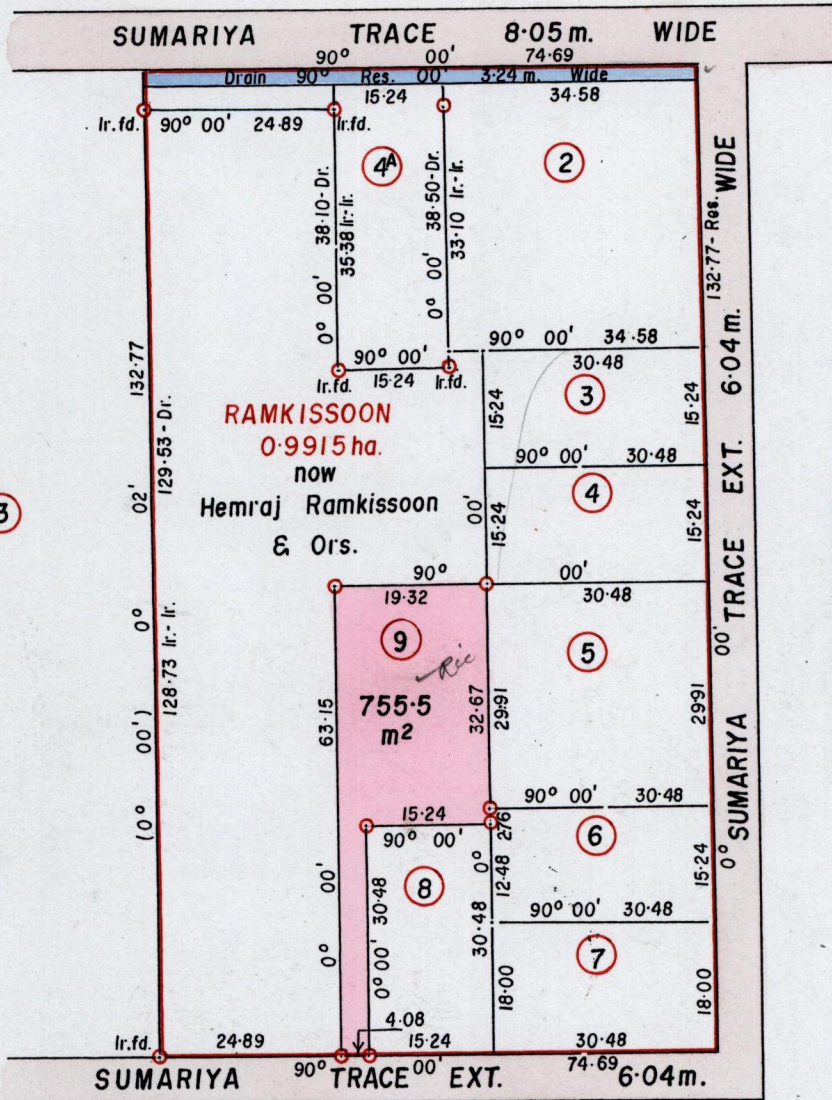 SUMARIYA TRACE 8·05 m. WIDE
90° 00' 74·69
Drain 90° Res. 00' 3·24 m. Wide
15·24 34·58
Ir. fd. 90° 00' 24·89 Ir. fd.
4A
2
38·10-Dr.
35·38 Ir.-Ir.
0° 00'
38·50-Dr.
33·10 Ir.-Ir.
0° 00'
132·77- Res.
WIDE
90° 00' 34·58
90° 00'
30·48
Ir. fd. 15·24 Ir. fd.
3
15·24
15·24
6·04 m.
132·77
129·53 - Dr.
RAMKISSOON
0·9915 ha.
now
Hemraj Ramkissoon
& Ors.
90° 00' 30·48
4
00'
15·24
15·24
EXT.
3
02'
0°
90° 00'
19·32 30·48
9
5
Ric
755·5
m2
128·73 Ir.- Ir.
63·15
32·67
29·91
29·91
00'
TRACE
(0° 00')
15·24
90° 00'
90° 00' 30·48
2·76
6
8
0°
12·48
15·24
0°
SUMARIYA
00'
0°
30·48
0° 00'
30·48
90° 00' 30·48
7
18·00
18·00
4·08
Ir. fd. 24·89 15·24 30·48
74·69
SUMARIYA 90° TRACE 00' EXT. 6·04 m.